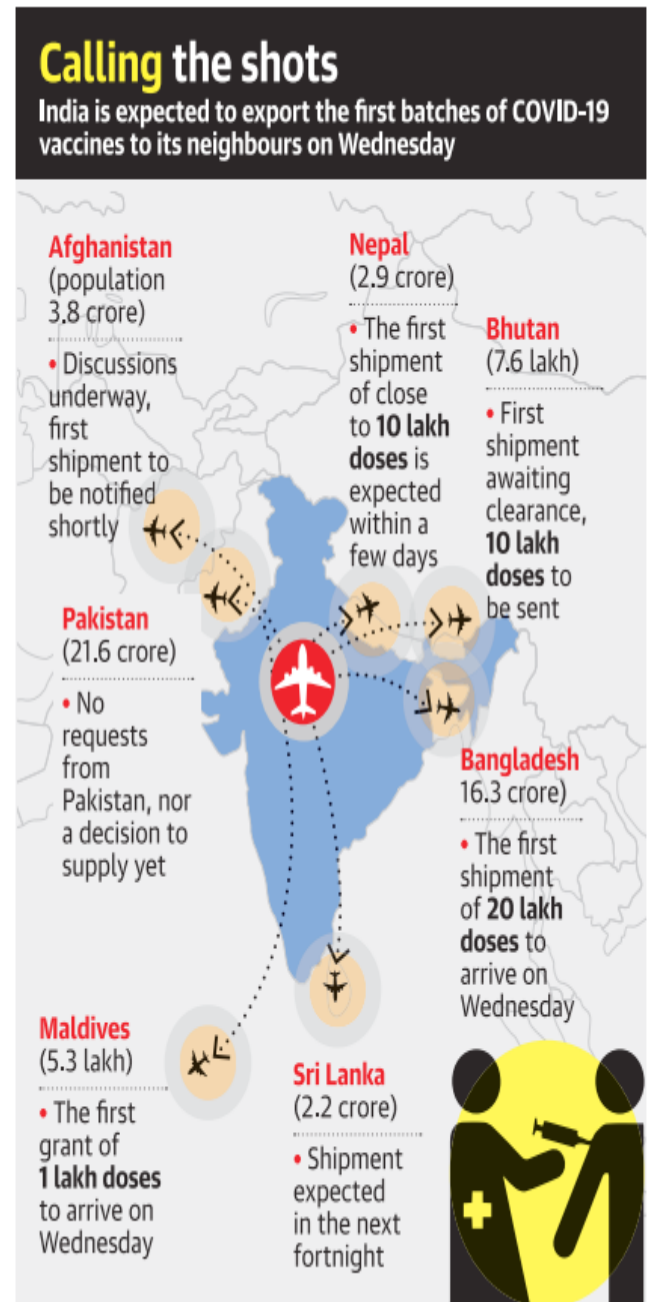 Calling the shots
India is expected to export the first batches of COVID-19
vaccines to its neighbours on Wednesday
Afghanistan
(population
3.8 crore)
• Discussions
underway,
first
shipment to
be notified
shortly
Nepal
(2.9 crore)
• The first
shipment
of close
to 10 lakh
doses is
expected
within a
few days
Bhutan
(7.6 lakh)
• First
shipment
awaiting
clearance,
10 lakh
doses to
be sent
Pakistan
(21.6 crore)
• No
requests
from
Pakistan, nor
a decision to
supply yet
Bangladesh
16.3 crore)
• The first
shipment
of 20 lakh
doses to
arrive on
Wednesday
Maldives
(5.3 lakh)
• The first
grant of
1 lakh doses
to arrive on
Wednesday
Sri Lanka
(2.2 crore)
• Shipment
expected
in the next
fortnight